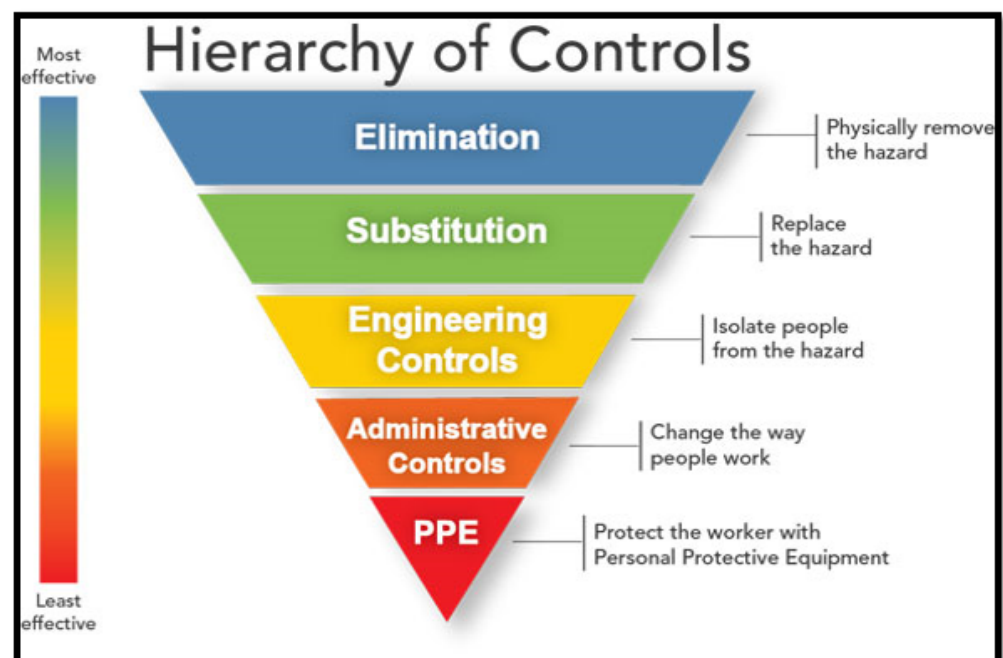 Hierarchy of Controls
Most
effective
Elimination
Physically remove
the hazard
Substitution
Replace
the hazard
Engineering
Controls
Isolate people
from the hazard
Administrative
Controls
Change the way
people work
PPE
Protect the worker with
Personal Protective Equipment
Least
effective